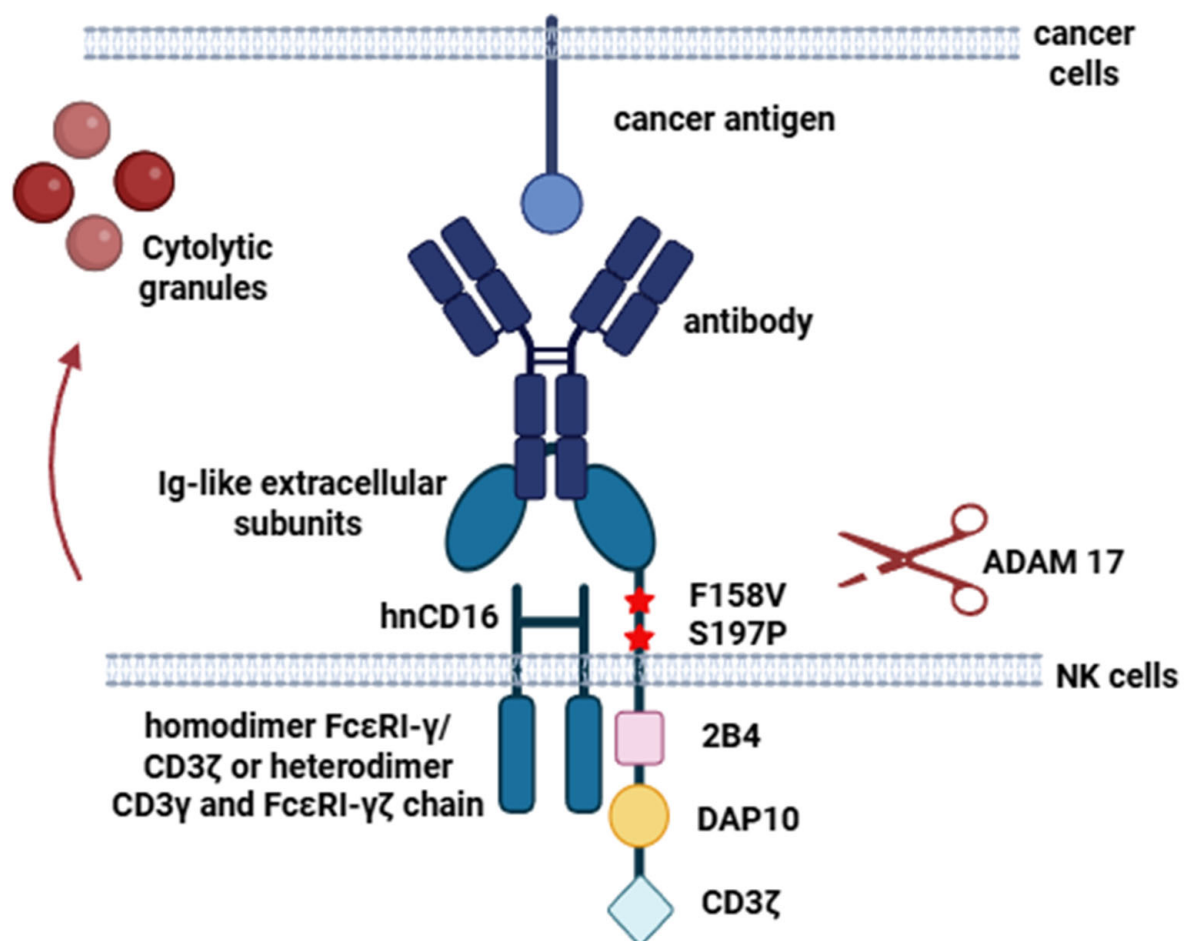 cancer
cells
cancer antigen
Cytolytic
granules
antibody
Ig-like extracellular
subunits
ADAM 17
F158V
hnCD16
S197P
NK cells
homodimer FcεRI-γ/
CD3ζ or heterodimer
CD3γ and FcεRI-γζ chain
2B4
DAP10
CD3ζ